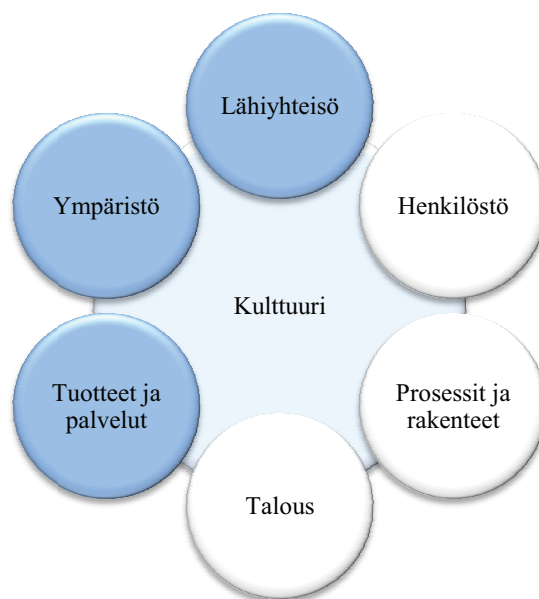 Lähiyhteisö
Ympäristö
Henkilöstö
Kulttuuri
Tuotteet ja
palvelut
Prosessit ja
rakenteet
Talous